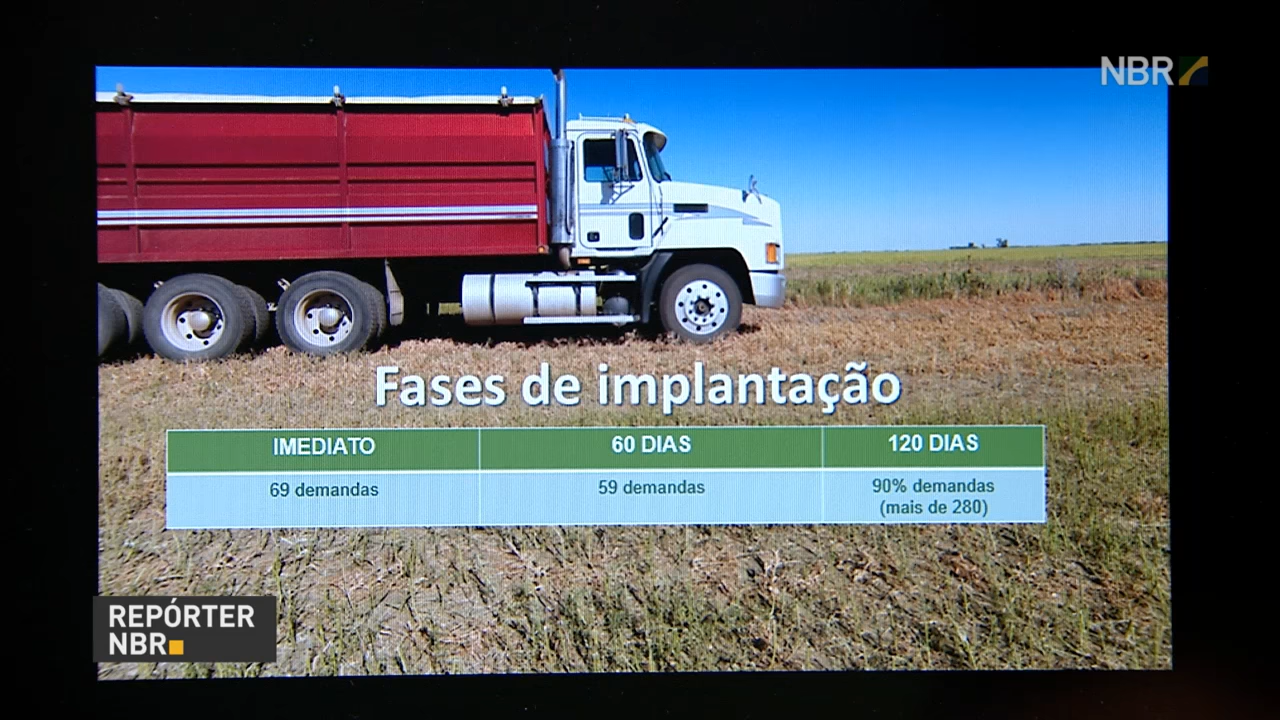 NBR
Fases de implantação
IMEDIATO
60 DIAS
120 DIAS
69 demandas
59 demandas
90% demandas
(mais de 280)
REPÓRTER
NBR